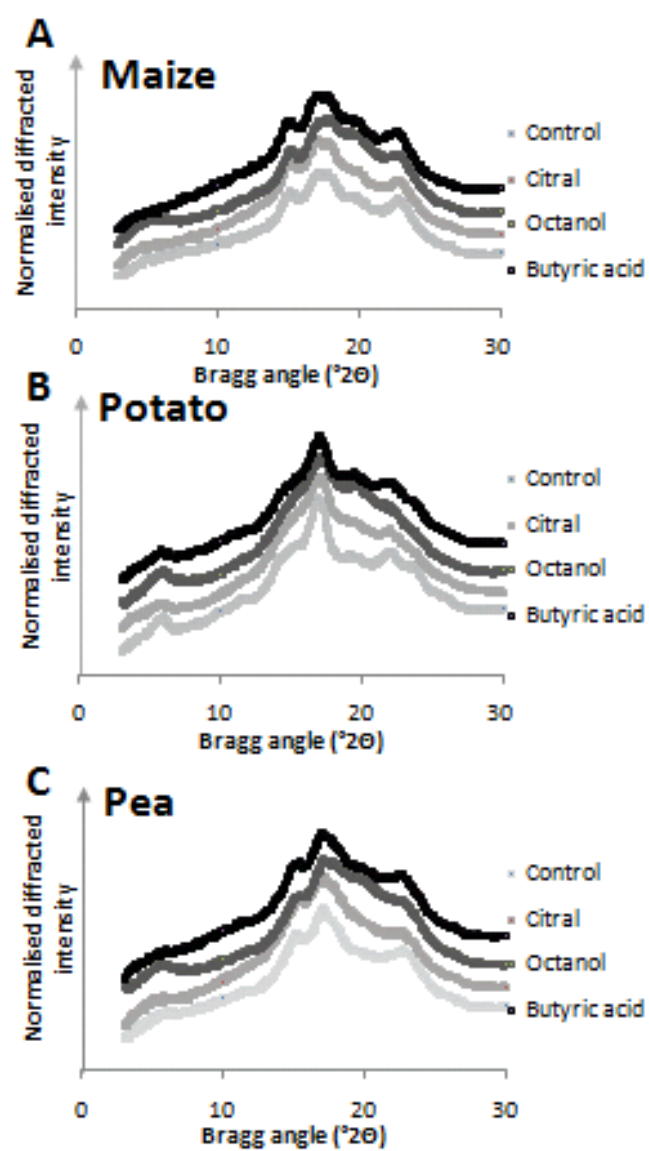 A
Maize
Normalised diffracted
intensity
Control
Citral
Octanol
Butyric acid
0 10 20 30
Bragg angle (°2Θ)
B
Potato
Normalised diffracted
intensity
Control
Citral
Octanol
Butyric acid
0 10 20 30
Bragg angle (°2Θ)
C
Pea
Normalised diffracted
intensity
Control
Citral
Octanol
Butyric acid
0 10 20 30
Bragg angle (°2Θ)